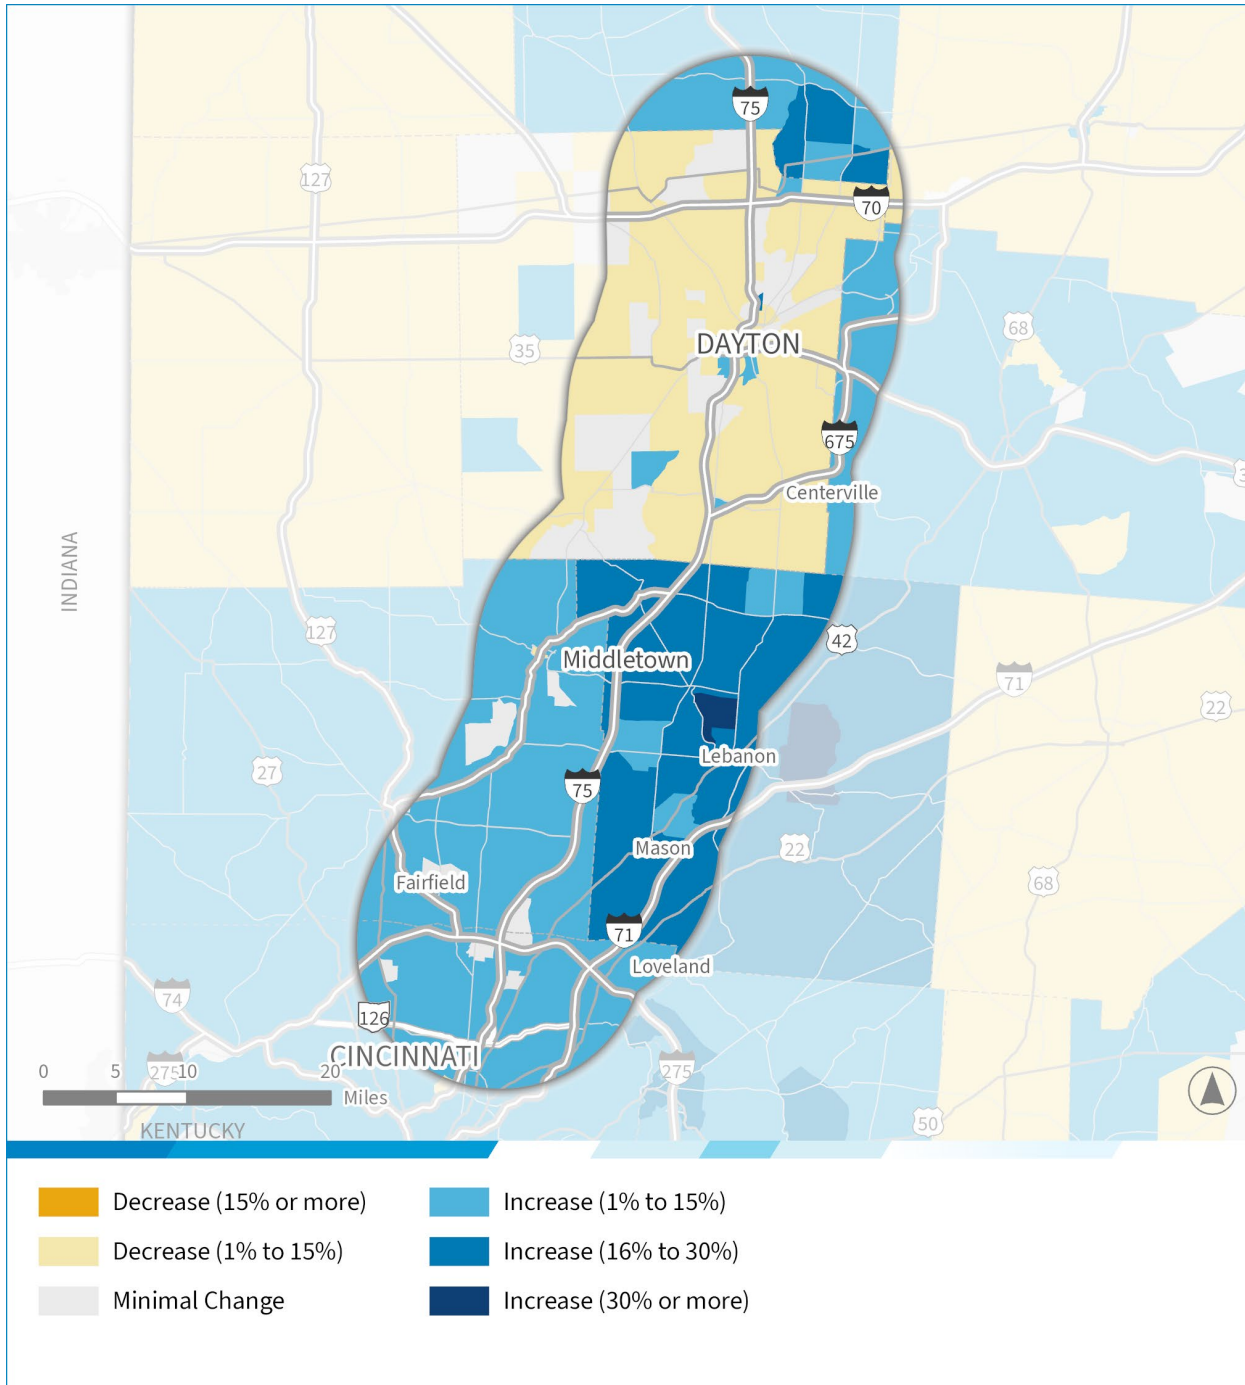 75
127
70
68
35
DAYTON
675
3
Centerville
INDIANA
127
42
Middletown
71
22
Lebanon
27
75
Mason
22
Fairfield
68
71
Loveland
74
126
CINCINNATI
275
275
0 5 10 20
Miles
50
KENTUCKY
Decrease (15% or more)
Increase (1% to 15%)
Decrease (1% to 15%)
Increase (16% to 30%)
Minimal Change
Increase (30% or more)